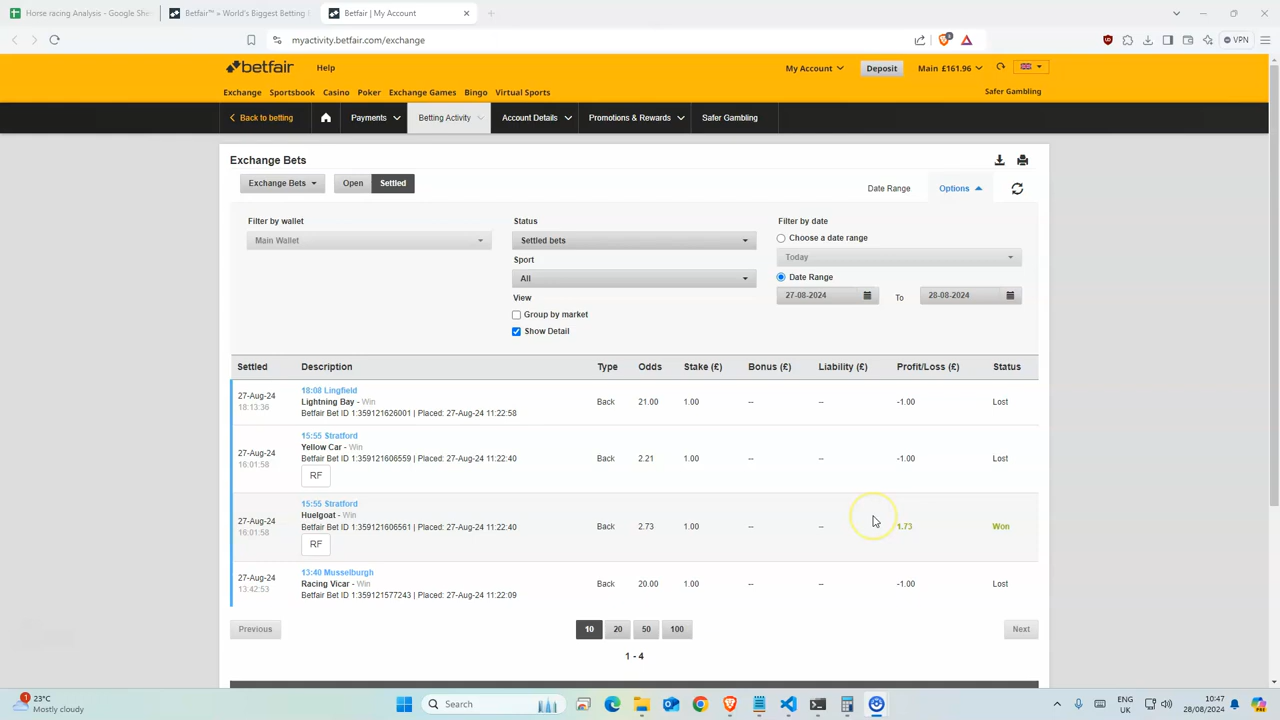 Horse racing Analysis - Google She
Betfair™ » World's Biggest Betting
Betfair | My Account
myactivity.betfair.com/exchange
VPN
betfair
Help
My Account
Deposit
Main £161.96
Exchange Sportsbook Casino Poker Exchange Games Bingo Virtual Sports
Safer Gambling
Back to betting
Payments
Betting Activity
Account Details
Promotions & Rewards
Safer Gambling
Exchange Bets
Exchange Bets
Open
Settled
Date Range
Options
Filter by wallet
Main Wallet
Status
Settled bets
Sport
All
View
Group by market
Show Detail
Filter by date
Choose a date range
Today
Date Range
27-08-2024 To 28-08-2024
Settled Description Type Odds Stake (£) Bonus (£) Liability (£) Profit/Loss (£) Status
27-Aug-24
18:13:36
18:08 Lingfield
Lightning Bay - Win
Betfair Bet ID 1:359121626001 | Placed: 27-Aug-24 11:22:58
Back 21.00 1.00 -- -- -1.00 Lost
27-Aug-24
16:01:58
15:55 Stratford
Yellow Car - Win
Betfair Bet ID 1:359121606559 | Placed: 27-Aug-24 11:22:40
RF
Back 2.21 1.00 -- -- -1.00 Lost
27-Aug-24
16:01:58
15:55 Stratford
Huelgoat - Win
Betfair Bet ID 1:359121606561 | Placed: 27-Aug-24 11:22:40
RF
Back 2.73 1.00 -- -- 1.73 Won
27-Aug-24
13:42:53
13:40 Musselburgh
Racing Vicar - Win
Betfair Bet ID 1:359121577243 | Placed: 27-Aug-24 11:22:09
Back 20.00 1.00 -- -- -1.00 Lost
Previous
10 20 50 100
Next
1 - 4
1
23°C
Mostly cloudy
Search
ENG
UK
10:47
28/08/2024